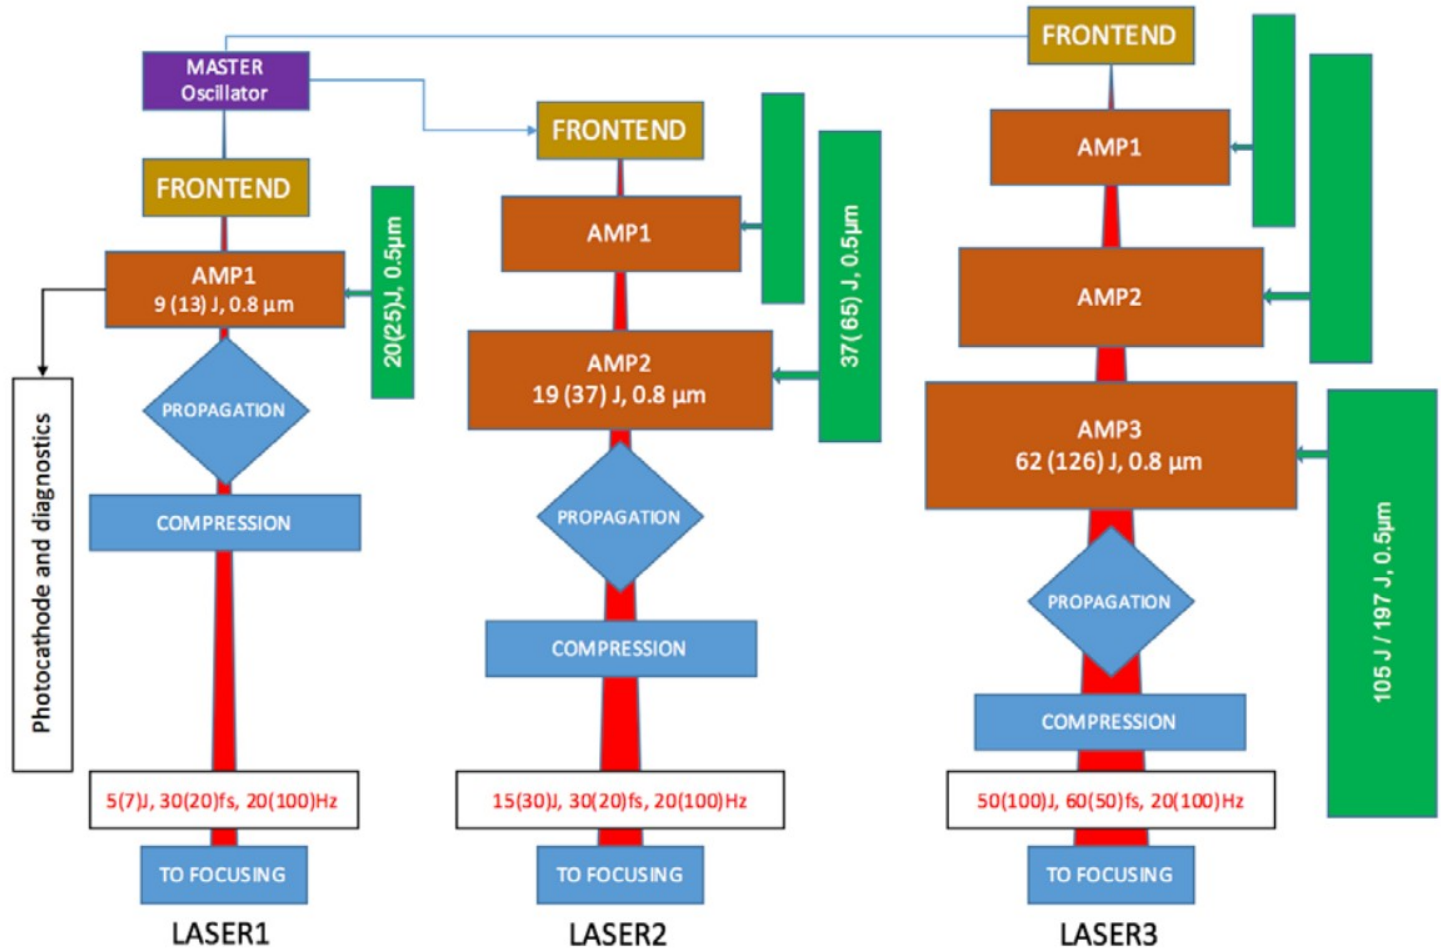 MASTER
Oscillator
FRONTEND
AMP1
9 (13) J, 0.8 µm
20(25)J, 0.5µm
PROPAGATION
COMPRESSION
Photocathode and diagnostics
5(7)J, 30(20)fs, 20(100)Hz
TO FOCUSING
LASER1
FRONTEND
AMP1
AMP2
19 (37) J, 0.8 µm
37( 65) J, 0.5µm
PROPAGATION
COMPRESSION
15(30)J, 30(20)fs, 20(100)Hz
TO FOCUSING
LASER2
FRONTEND
AMP1
AMP2
AMP3
62 (126) J, 0.8 µm
105 J / 197 J, 0.5µm
PROPAGATION
COMPRESSION
50(100)J, 60(50)fs, 20(100)Hz
TO FOCUSING
LASER3